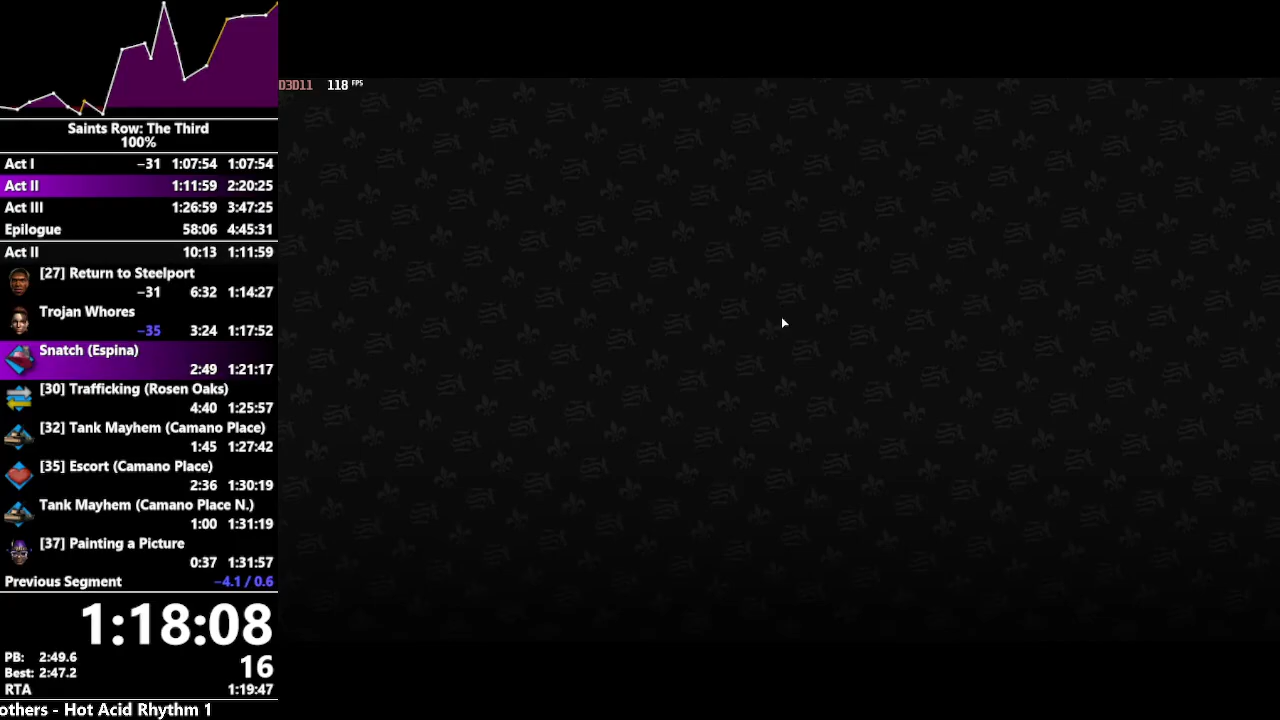 D3D11 118 FPS
Saints Row: The Third
100%
Act I −31 1:07:54 1:07:54
Act II 1:11:59 2:20:25
Act III 1:26:59 3:47:25
Epilogue 58:06 4:45:31
Act II 10:13 1:11:59
[27] Return to Steelport
−31 6:32 1:14:27
Trojan Whores
−35 3:24 1:17:52
Snatch (Espina)
2:49 1:21:17
[30] Trafficking (Rosen Oaks)
4:40 1:25:57
[32] Tank Mayhem (Camano Place)
1:45 1:27:42
[35] Escort (Camano Place)
2:36 1:30:19
Tank Mayhem (Camano Place N.)
1:00 1:31:19
[37] Painting a Picture
0:37 1:31:57
Previous Segment −4.1 / 0.6
1:18:08
PB: 2:49.6 16
Best: 2:47.2
RTA 1:19:47
others - Hot Acid Rhythm 1